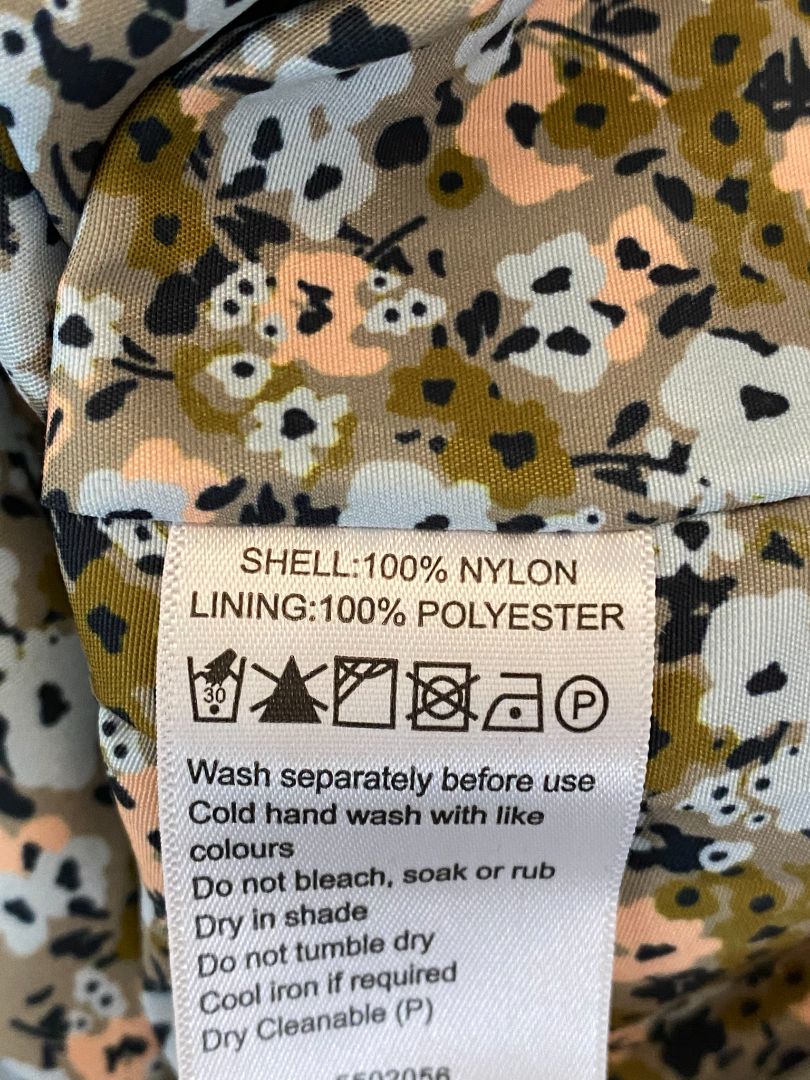 SHELL:100% NYLON
LINING:100% POLYESTER
30
P
Wash separately before use
Cold hand wash with like
colours
Do not bleach, soak or rub
Dry in shade
Do not tumble dry
Cool iron if required
Dry Cleanable (P)